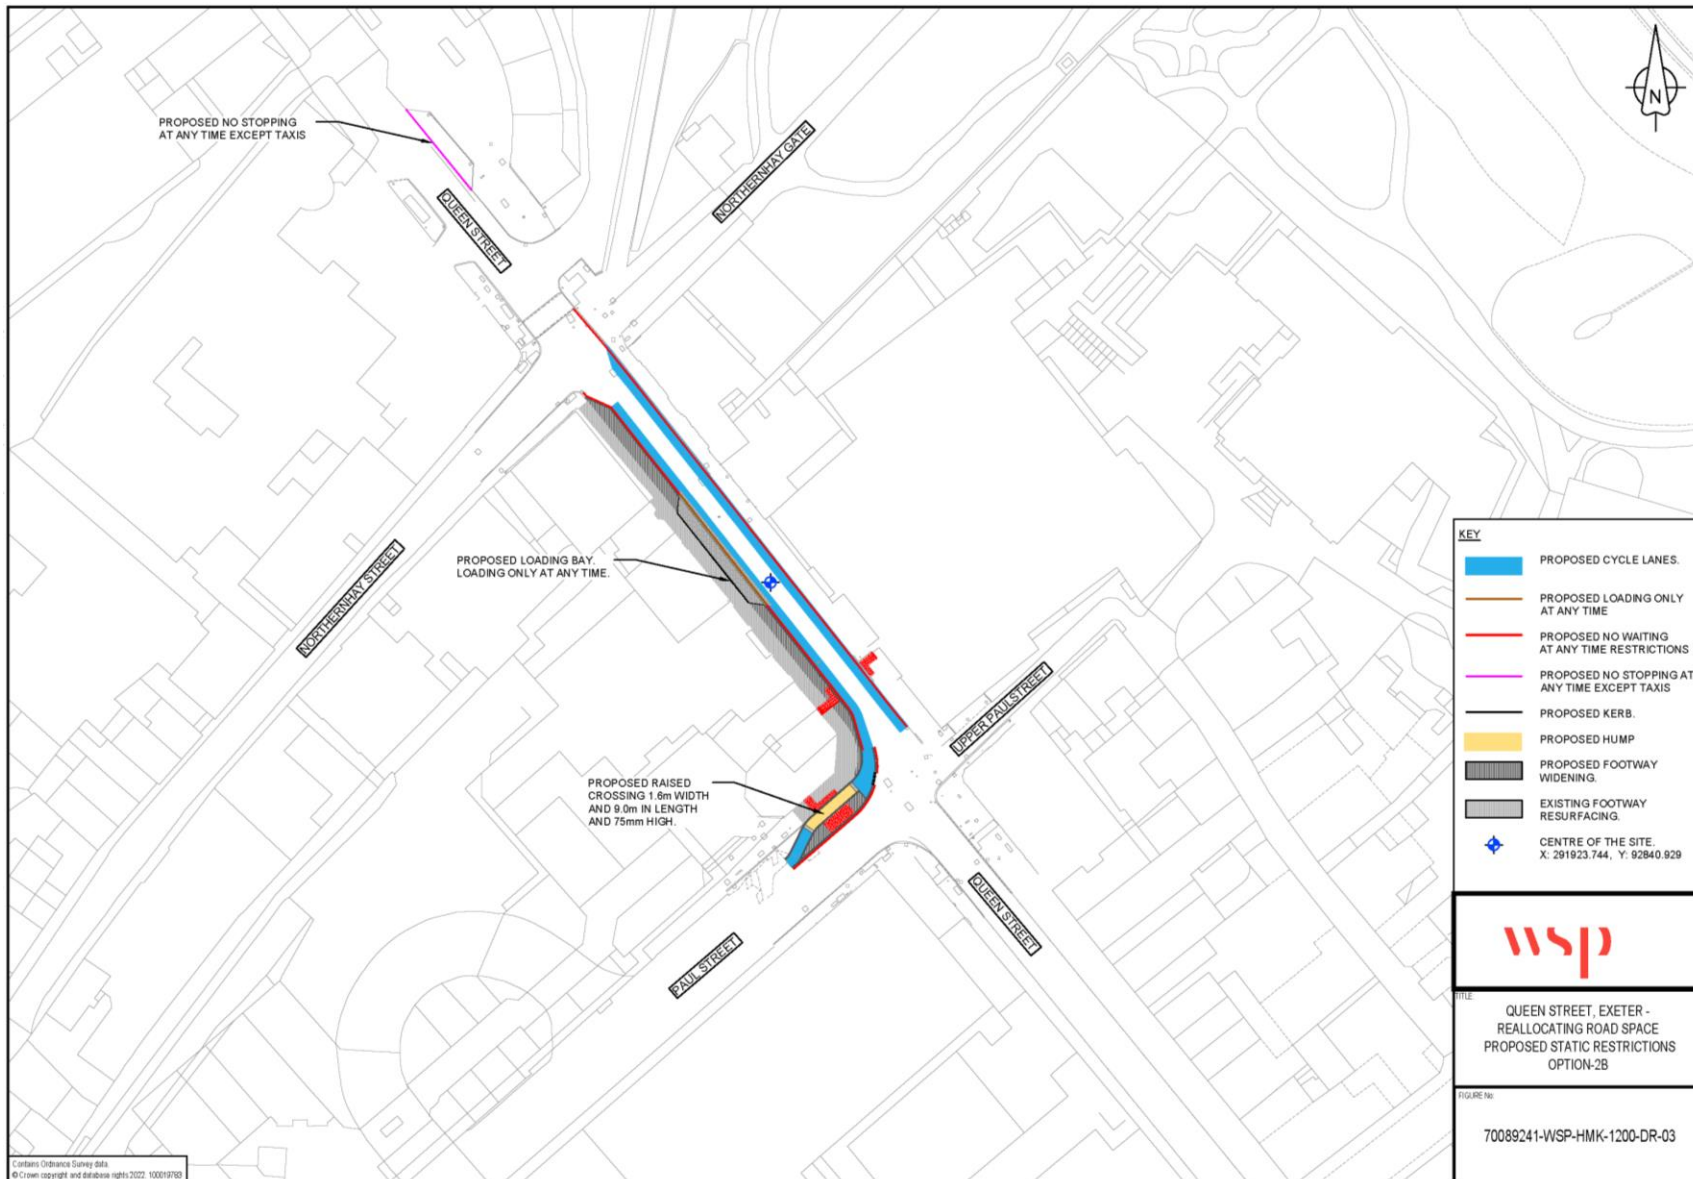 PROPOSED NO STOPPING
AT ANY TIME EXCEPT TAXIS
N
QUEEN STREET
NORTHERNHAY GATE
PROPOSED LOADING BAY.
LOADING ONLY AT ANY TIME.
NORTHERNHAY STREET
UPPER PAULSTREET
PROPOSED RAISED
CROSSING 1.6m WIDTH
AND 9.0m IN LENGTH
AND 75mm HIGH.
PAUL STREET
QUEEN STREET
KEY
PROPOSED CYCLE LANES.
PROPOSED LOADING ONLY
AT ANY TIME
PROPOSED NO WAITING
AT ANY TIME RESTRICTIONS
PROPOSED NO STOPPING AT
ANY TIME EXCEPT TAXIS
PROPOSED KERB.
PROPOSED HUMP
PROPOSED FOOTWAY
WIDENING.
EXISTING FOOTWAY
RESURFACING.
CENTRE OF THE SITE.
X: 291923.744, Y: 92840.929
wsp
TITLE:
QUEEN STREET, EXETER -
REALLOCATING ROAD SPACE
PROPOSED STATIC RESTRICTIONS
OPTION-2B
FIGURE No:
70089241-WSP-HMK-1200-DR-03
Contains Ordnance Survey data.
© Crown copyright and database rights 2022. 100019783